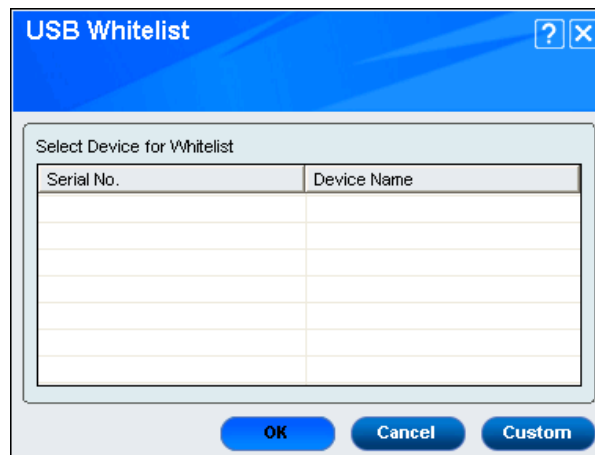 USB Whitelist
?
Select Device for Whitelist
Serial No. Device Name
OK Cancel Custom